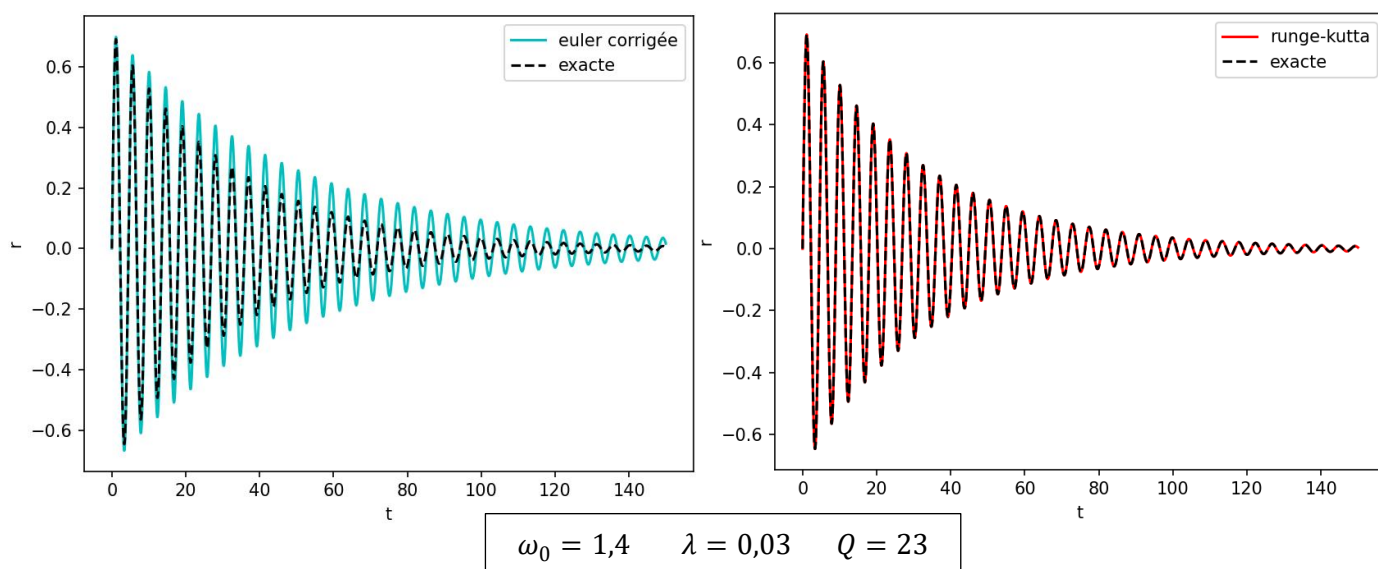 euler corrigée
exacte
0.6
0.4
0.2
0.0
−0.2
−0.4
−0.6
r
0 20 40 60 80 100 120 140
t
runge-kutta
exacte
0.6
0.4
0.2
0.0
−0.2
−0.4
−0.6
r
0 20 40 60 80 100 120 140
t
ω₀ = 1,4 λ = 0,03 Q = 23